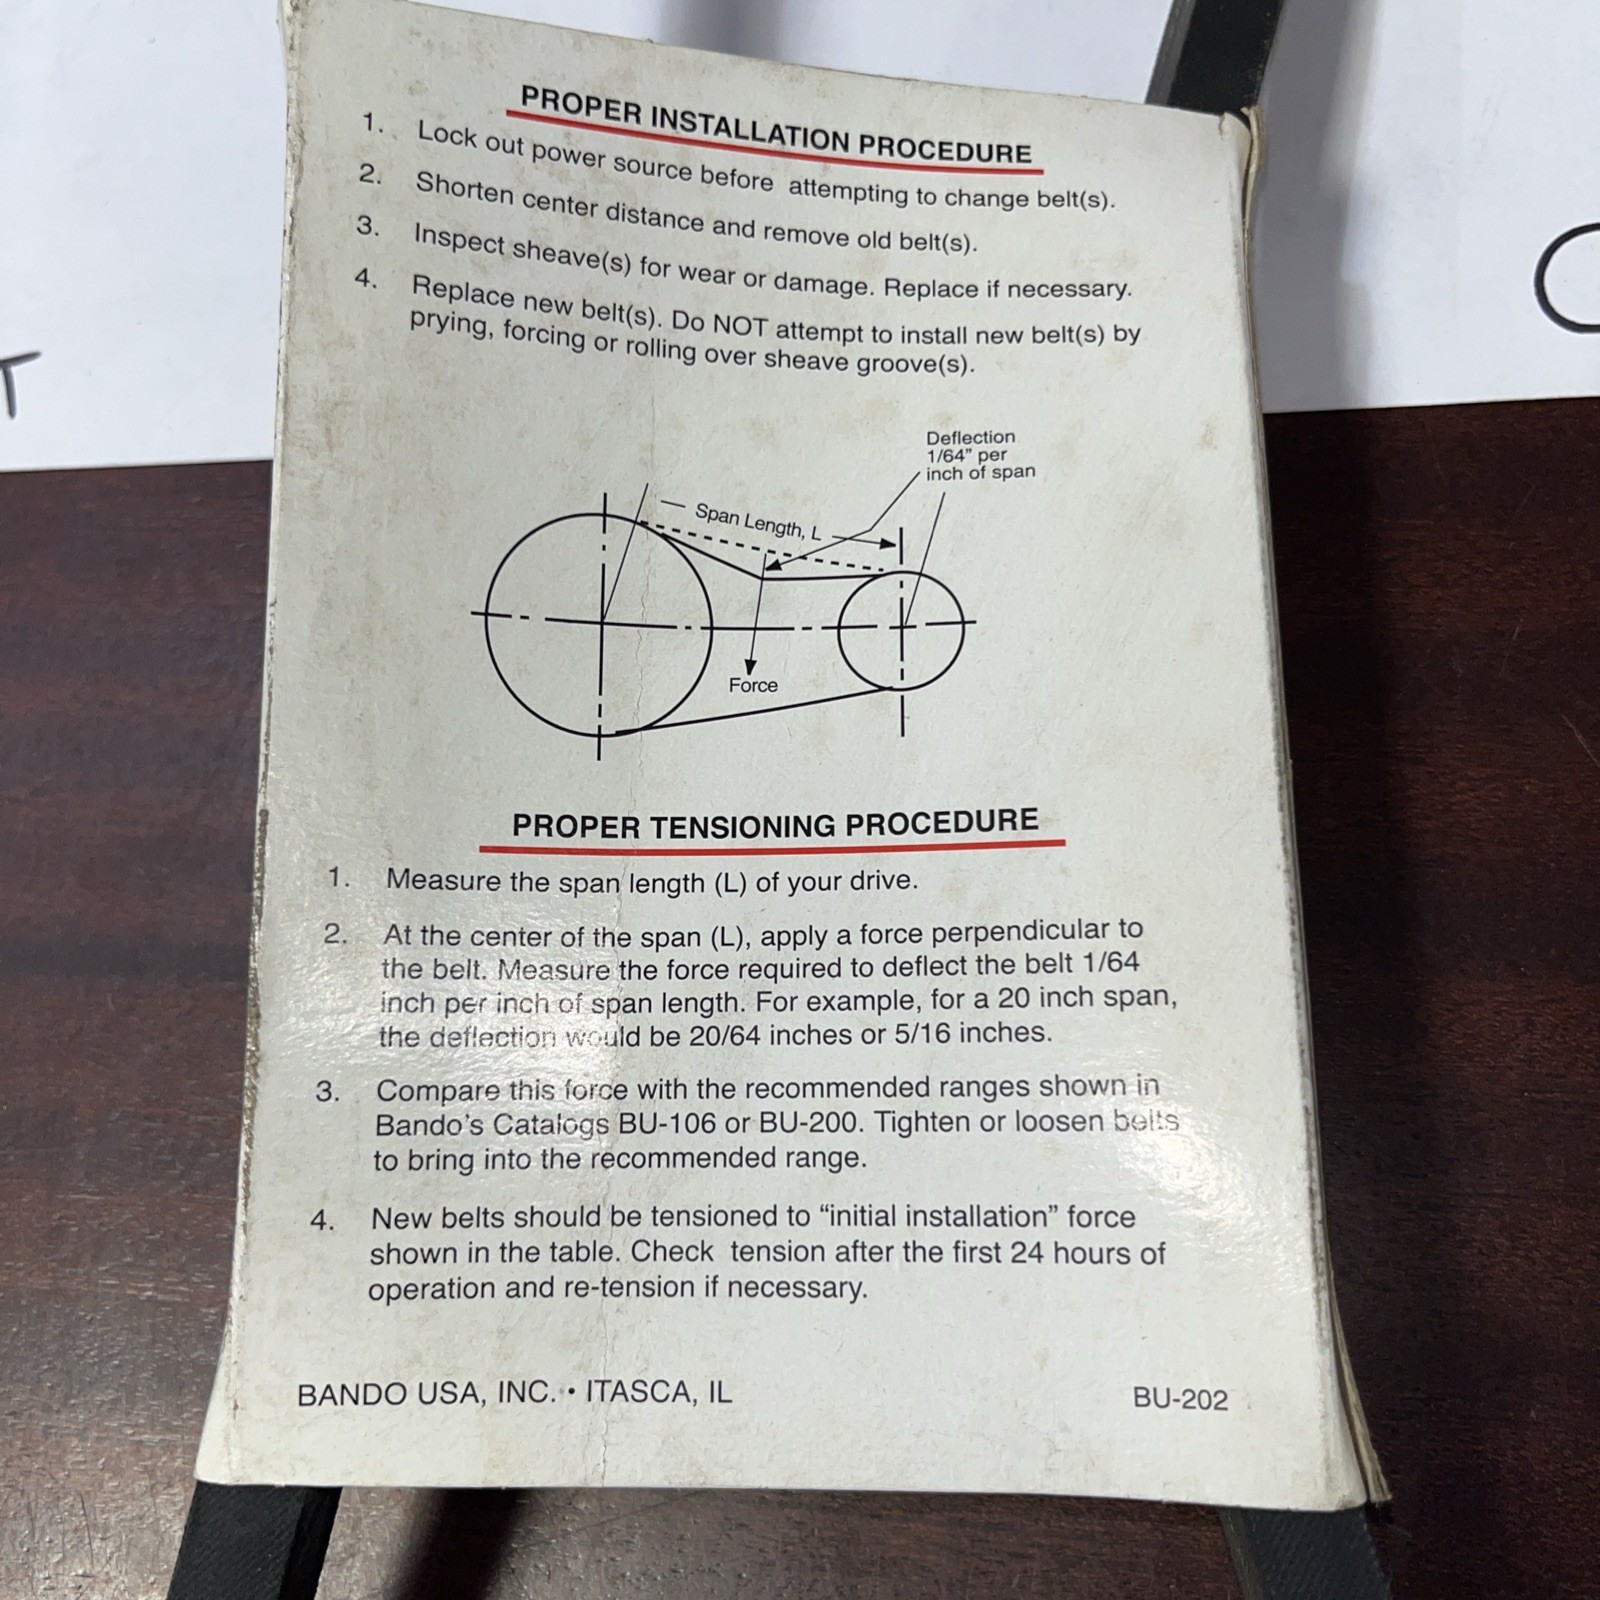 PROPER INSTALLATION PROCEDURE
1. Lock out power source before attempting to change belt(s).
2. Shorten center distance and remove old belt(s).
3. Inspect sheave(s) for wear or damage. Replace if necessary.
4. Replace new belt(s). Do NOT attempt to install new belt(s) by
prying, forcing or rolling over sheave groove(s).
Deflection
1/64” per
inch of span
Span Length, L
Force
PROPER TENSIONING PROCEDURE
1. Measure the span length (L) of your drive.
2. At the center of the span (L), apply a force perpendicular to
the belt. Measure the force required to deflect the belt 1/64
inch per inch of span length. For example, for a 20 inch span,
the deflection would be 20/64 inches or 5/16 inches.
3. Compare this force with the recommended ranges shown in
Bando's Catalogs BU-106 or BU-200. Tighten or loosen belts
to bring into the recommended range.
4. New belts should be tensioned to “initial installation” force
shown in the table. Check tension after the first 24 hours of
operation and re-tension if necessary.
BANDO USA, INC. • ITASCA, IL
BU-202